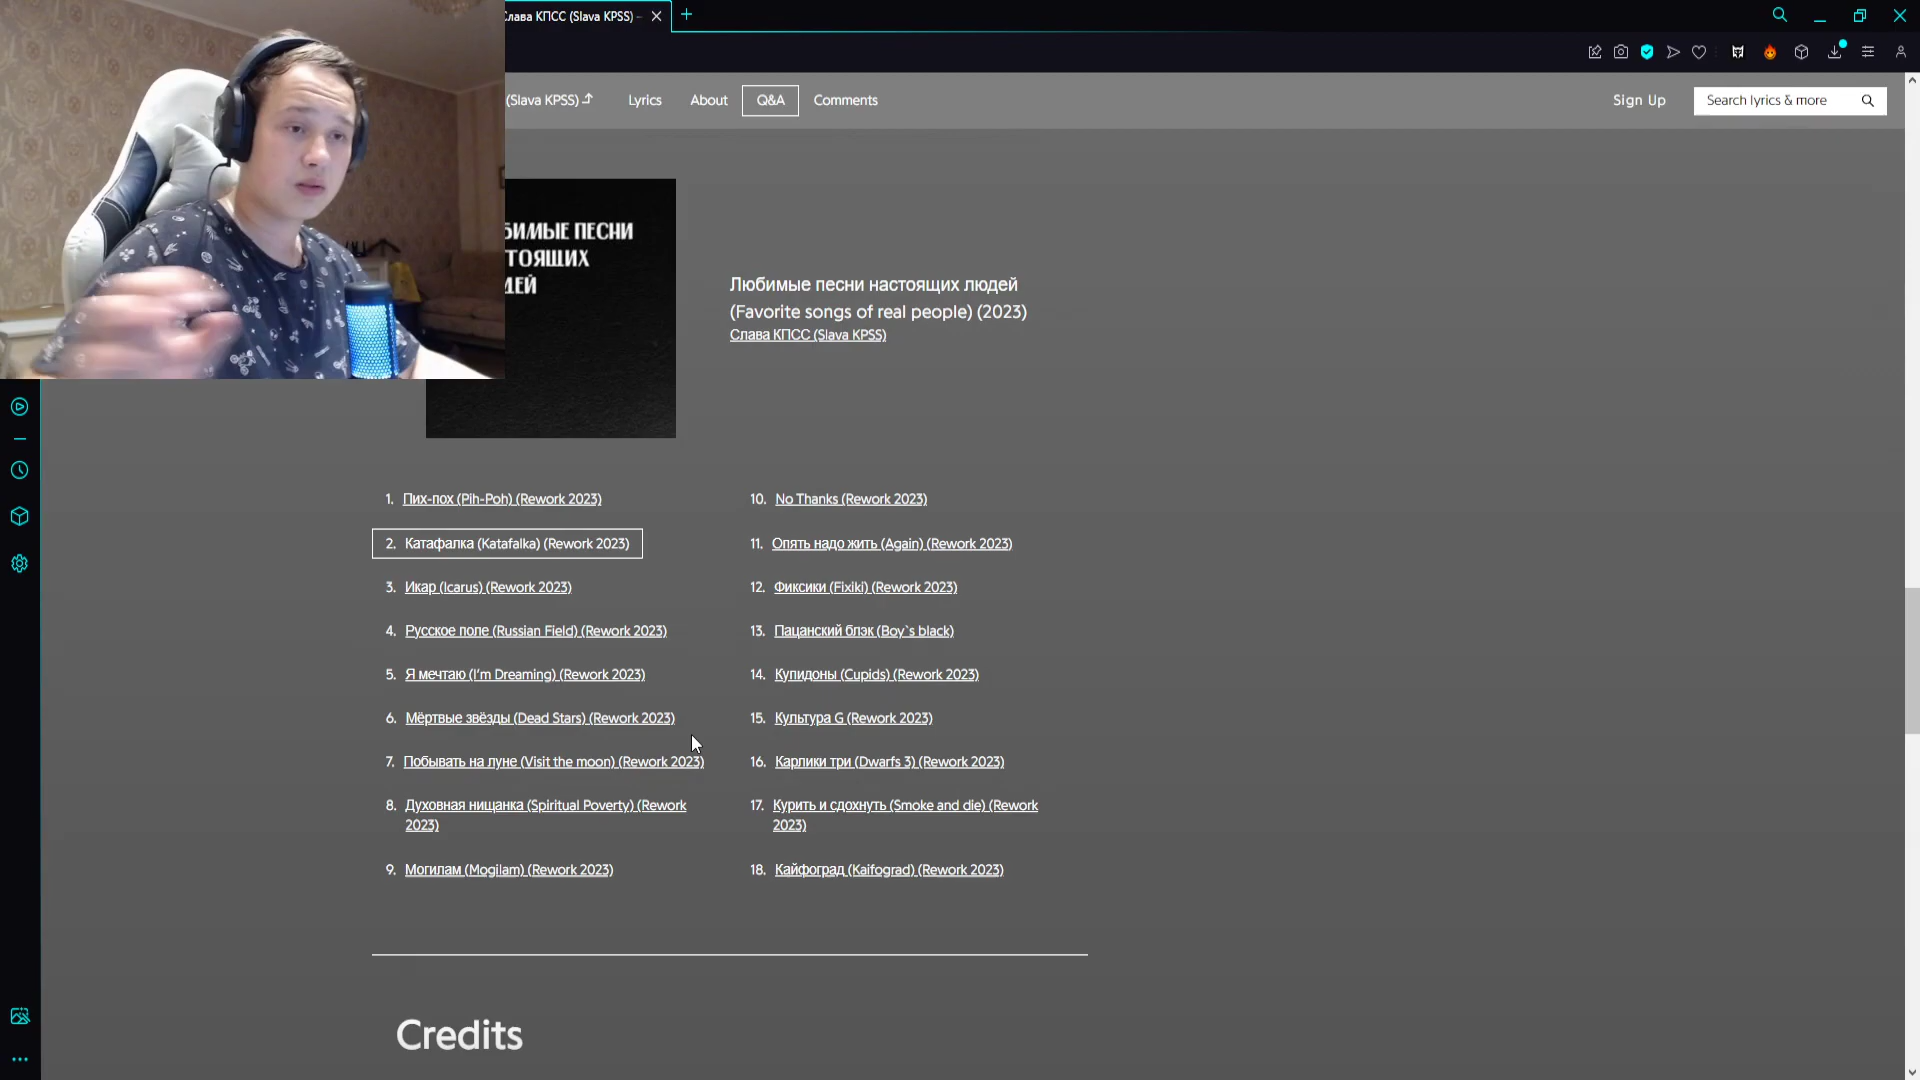 Слава КПСС (Slava KPSS) –
(Slava KPSS)
Lyrics
About
Q&A
Comments
Sign Up
Search lyrics & more
БИМЫЕ ПЕСНИ
ТОЯЩИХ
ДЕЙ
Любимые песни настоящих людей
(Favorite songs of real people) (2023)
Слава КПСС (Slava KPSS)
1. Пих-пох (Pih-Poh) (Rework 2023)
2. Катафалка (Katafalka) (Rework 2023)
3. Икар (Icarus) (Rework 2023)
4. Русское поле (Russian Field) (Rework 2023)
5. Я мечтаю (I'm Dreaming) (Rework 2023)
6. Мёртвые звёзды (Dead Stars) (Rework 2023)
7. Побывать на луне (Visit the moon) (Rework 2023)
8. Духовная нищанка (Spiritual Poverty) (Rework
2023)
9. Могилам (Mogilam) (Rework 2023)
10. No Thanks (Rework 2023)
11. Опять надо жить (Again) (Rework 2023)
12. Фиксики (Fixiki) (Rework 2023)
13. Пацанский блэк (Boy`s black)
14. Купидоны (Cupids) (Rework 2023)
15. Культура G (Rework 2023)
16. Карлики три (Dwarfs 3) (Rework 2023)
17. Курить и сдохнуть (Smoke and die) (Rework
2023)
18. Кайфоград (Kaifograd) (Rework 2023)
Credits